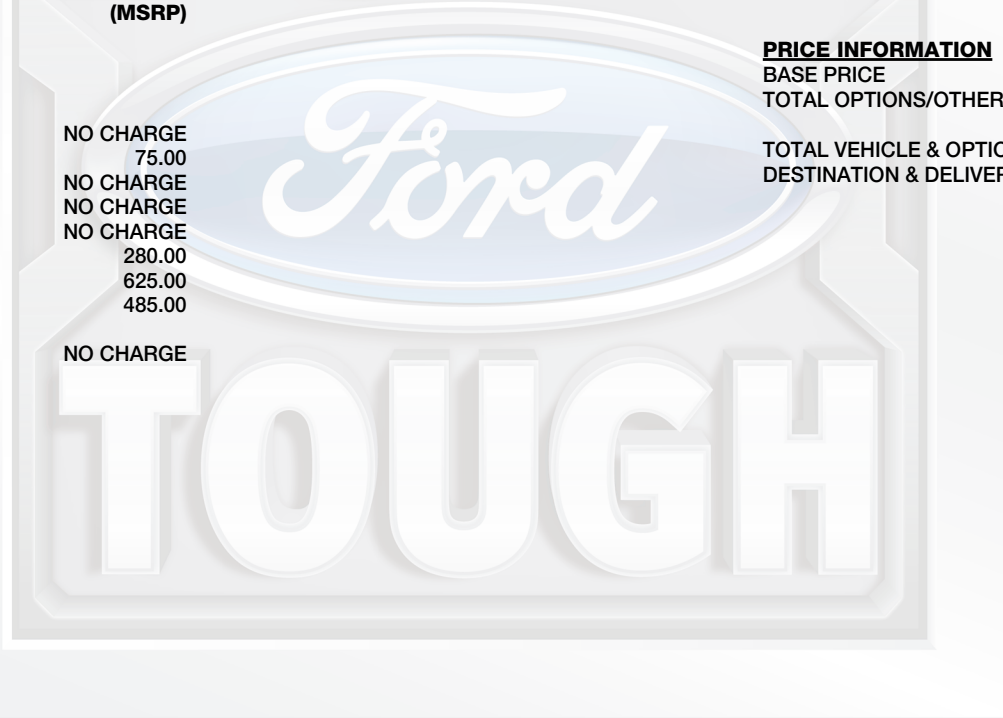 (MSRP)
NO CHARGE
75.00
NO CHARGE
NO CHARGE
NO CHARGE
280.00
625.00
485.00
NO CHARGE
PRICE INFORMATION
BASE PRICE
TOTAL OPTIONS/OTHER
TOTAL VEHICLE & OPTIO
DESTINATION & DELIVER
Ford
TOUGH